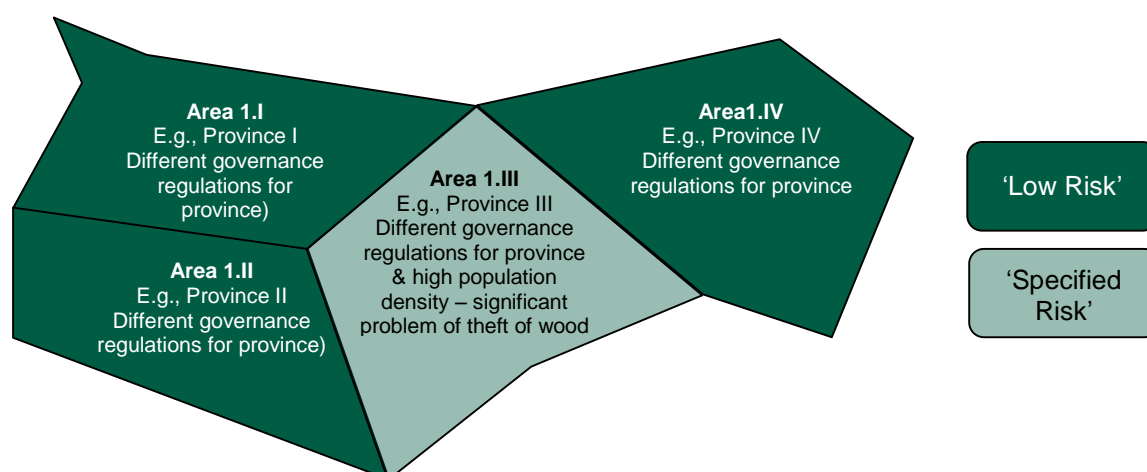 Area 1.I
E.g., Province I
Different governance
regulations for
province)
Area 1.II
E.g., Province II
Different governance
regulations for province)
Area 1.III
E.g., Province III
Different governance
regulations for province
& high population
density – significant
problem of theft of wood
Area1.IV
E.g., Province IV
Different governance
regulations for province
‘Low Risk’
‘Specified
Risk’